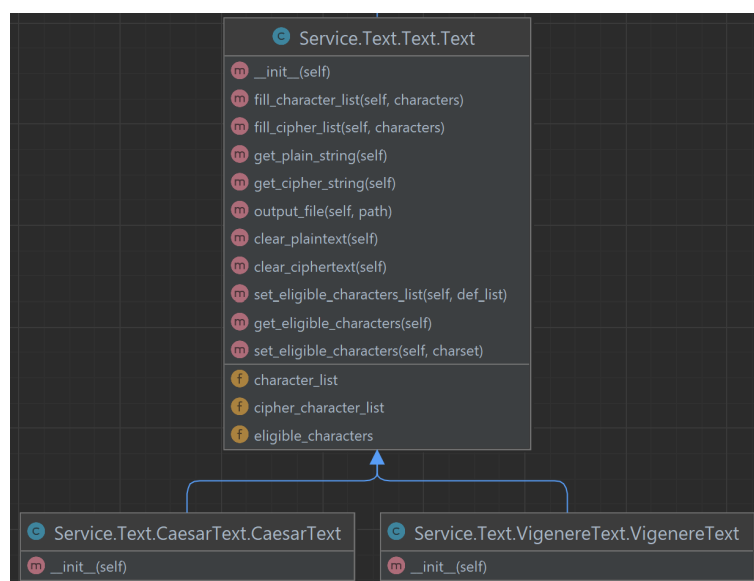 Service.Text.Text.Text
__init__(self)
fill_character_list(self, characters)
fill_cipher_list(self, characters)
get_plain_string(self)
get_cipher_string(self)
output_file(self, path)
clear_plaintext(self)
clear_ciphertext(self)
set_eligible_characters_list(self, def_list)
get_eligible_characters(self)
set_eligible_characters(self, charset)
character_list
cipher_character_list
eligible_characters
Service.Text.CaesarText.CaesarText
__init__(self)
Service.Text.VigenereText.VigenereText
__init__(self)